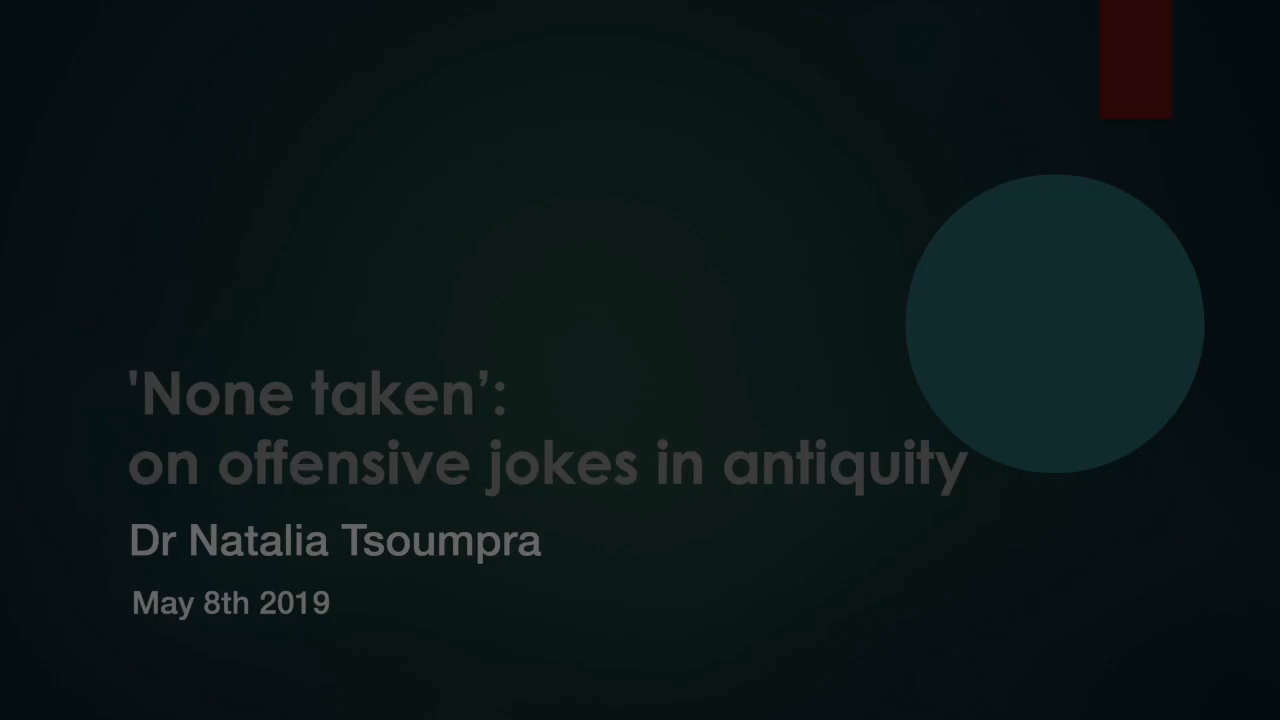 'None taken’:
on offensive jokes in antiquity
Dr Natalia Tsoumpra
May 8th 2019